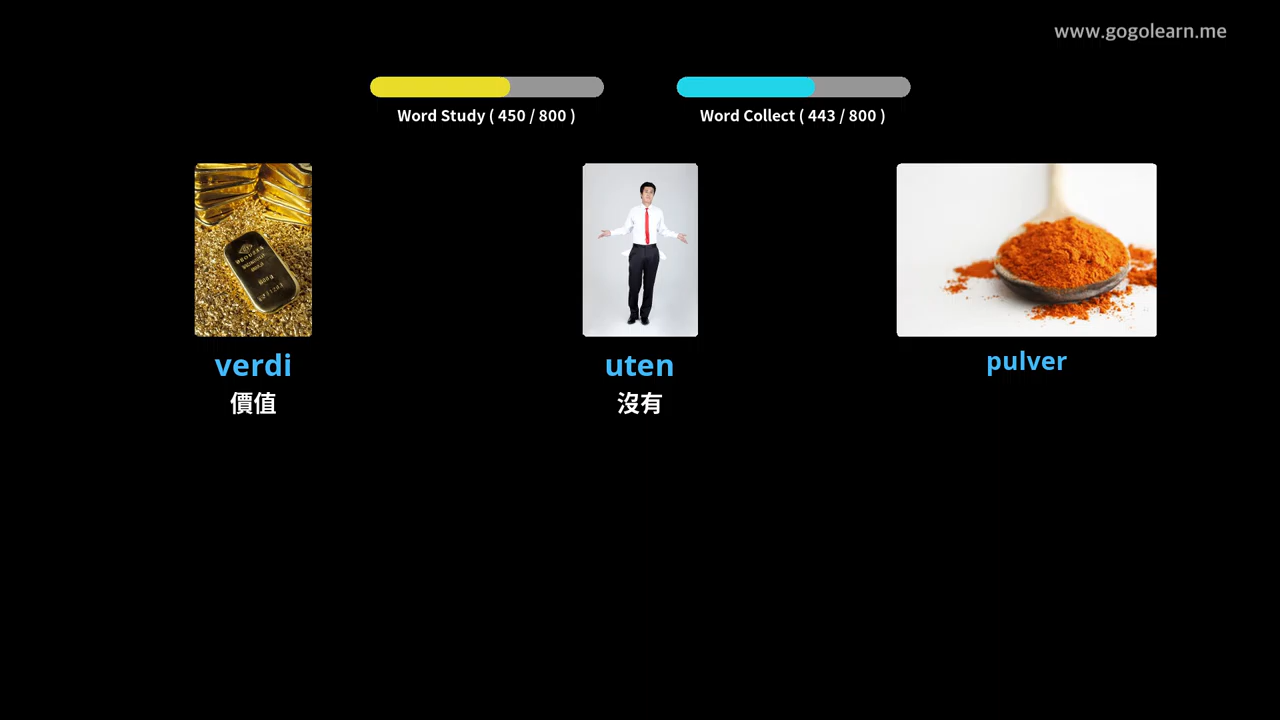 www.gogolearn.me
Word Study ( 450 / 800 )
Word Collect ( 443 / 800 )
verdi
uten
pulver
價值
沒有